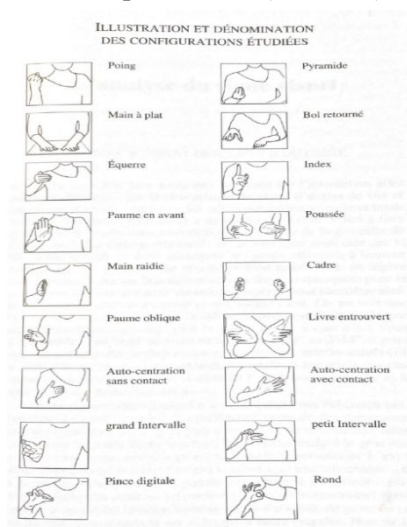 ILLUSTRATION ET DÉNOMINATION
DES CONFIGURATIONS ÉTUDIÉES
Poing
Pyramide
Main à plat
Bol retourné
Équerre
Index
Paume en avant
Poussée
Main raidie
Cadre
Paume oblique
Livre entrouvert
Auto-centration
sans contact
Auto-centration
avec contact
grand Intervalle
petit Intervalle
Pince digitale
Rond